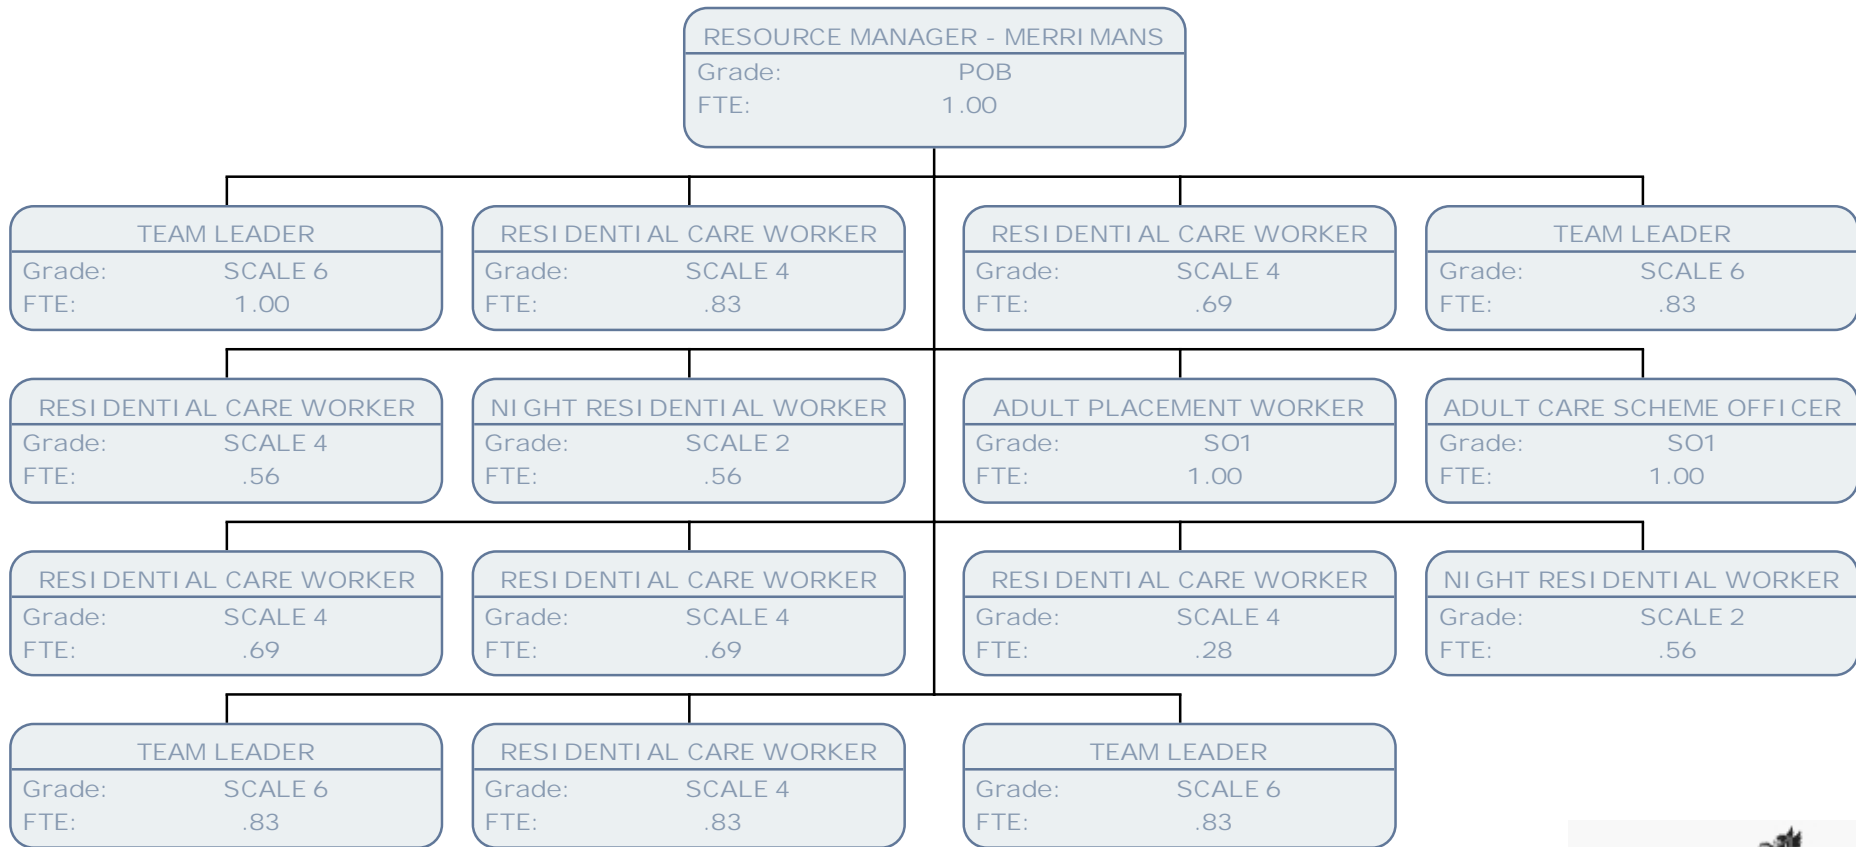 RESOURCE MANAGER - MERRIMANS
Grade: POB
FTE: 1.00
TEAM LEADER
Grade: SCALE 6
FTE: 1.00
RESIDENTIAL CARE WORKER
Grade: SCALE 4
FTE: .83
RESIDENTIAL CARE WORKER
Grade: SCALE 4
FTE: .69
TEAM LEADER
Grade: SCALE 6
FTE: .83
RESIDENTIAL CARE WORKER
Grade: SCALE 4
FTE: .56
NIGHT RESIDENTIAL WORKER
Grade: SCALE 2
FTE: .56
ADULT PLACEMENT WORKER
Grade: SO1
FTE: 1.00
ADULT CARE SCHEME OFFICER
Grade: SO1
FTE: 1.00
RESIDENTIAL CARE WORKER
Grade: SCALE 4
FTE: .69
RESIDENTIAL CARE WORKER
Grade: SCALE 4
FTE: .69
RESIDENTIAL CARE WORKER
Grade: SCALE 4
FTE: .28
NIGHT RESIDENTIAL WORKER
Grade: SCALE 2
FTE: .56
TEAM LEADER
Grade: SCALE 6
FTE: .83
RESIDENTIAL CARE WORKER
Grade: SCALE 4
FTE: .83
TEAM LEADER
Grade: SCALE 6
FTE: .83